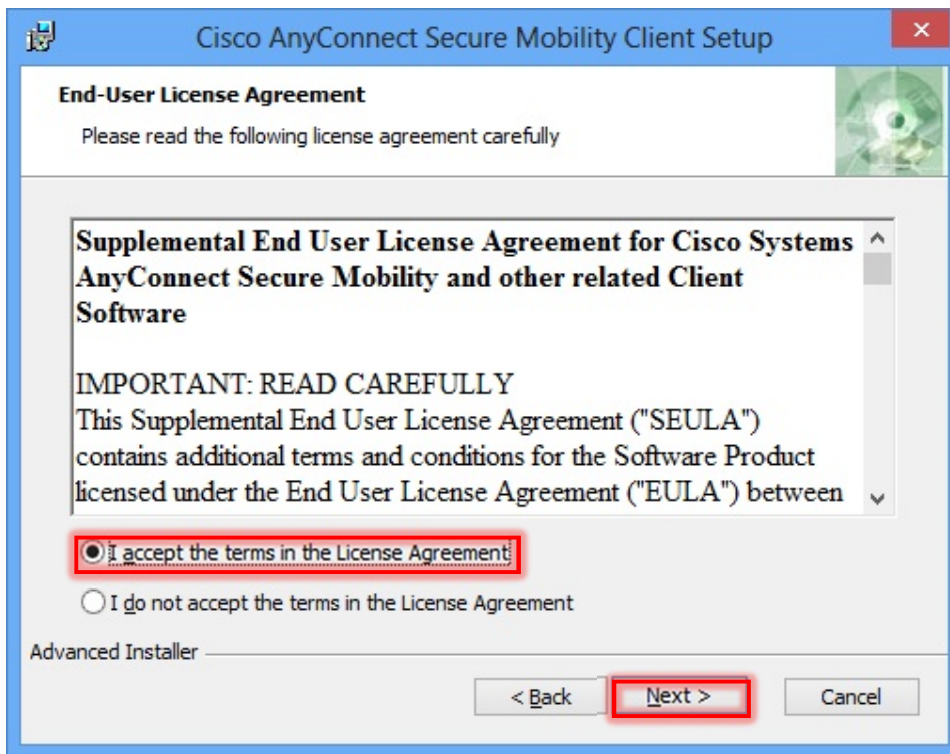 Cisco AnyConnect Secure Mobility Client Setup
End-User License Agreement
Please read the following license agreement carefully
Supplemental End User License Agreement for Cisco Systems
AnyConnect Secure Mobility and other related Client
Software
IMPORTANT: READ CAREFULLY
This Supplemental End User License Agreement ("SEULA")
contains additional terms and conditions for the Software Product
licensed under the End User License Agreement ("EULA") between
I accept the terms in the License Agreement
I do not accept the terms in the License Agreement
Advanced Installer
< Back Next > Cancel